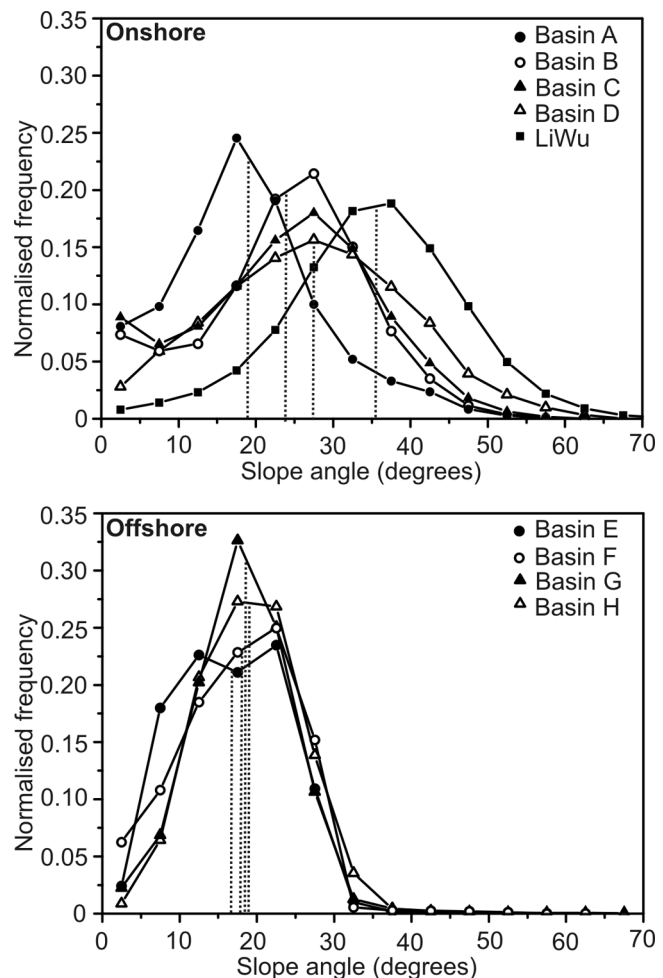 0.35
Onshore
Basin A
Basin B
Basin C
Basin D
LiWu
0.30
0.25
0.20
0.15
0.10
0.05
0
Normalised frequency
0 10 20 30 40 50 60 70
Slope angle (degrees)
0.35
Offshore
Basin E
Basin F
Basin G
Basin H
0.30
0.25
0.20
0.15
0.10
0.05
0
Normalised frequency
0 10 20 30 40 50 60 70
Slope angle (degrees)